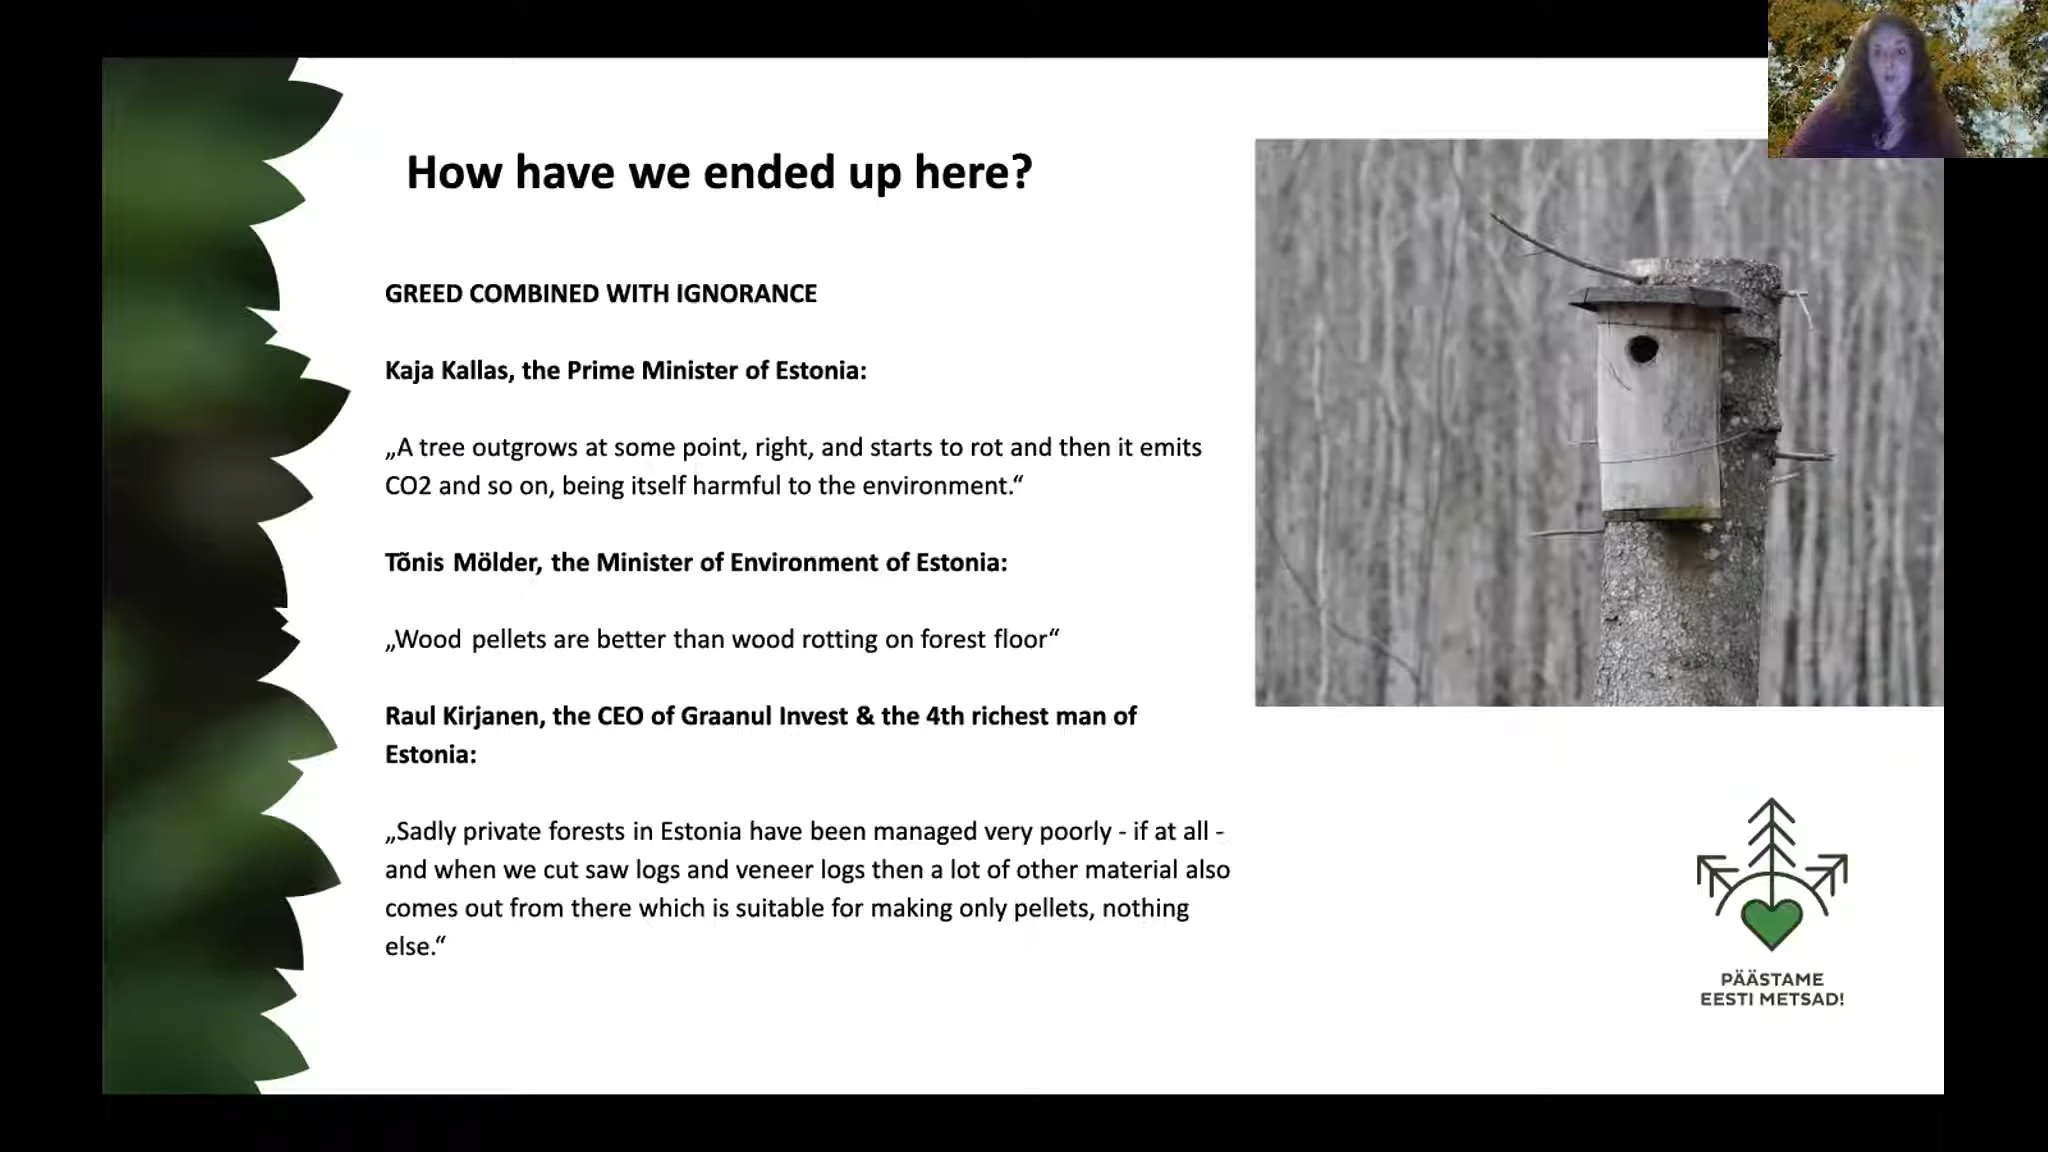 How have we ended up here?
GREED COMBINED WITH IGNORANCE
Kaja Kallas, the Prime Minister of Estonia:
„A tree outgrows at some point, right, and starts to rot and then it emits
CO2 and so on, being itself harmful to the environment.“
Tõnis Mölder, the Minister of Environment of Estonia:
„Wood pellets are better than wood rotting on forest floor“
Raul Kirjanen, the CEO of Graanul Invest & the 4th richest man of
Estonia:
„Sadly private forests in Estonia have been managed very poorly - if at all -
and when we cut saw logs and veneer logs then a lot of other material also
comes out from there which is suitable for making only pellets, nothing
else.“
PÄÄSTAME
EESTI METSAD!